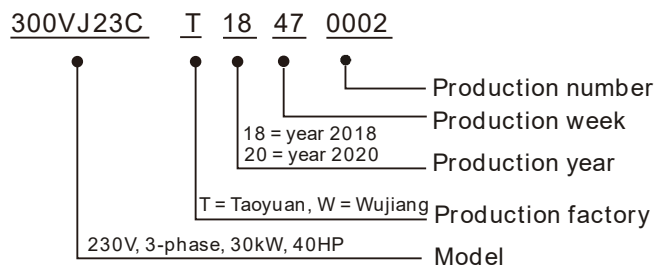 300VJ23C T 18 47 0002
Production number
Production week
18 = year 2018
20 = year 2020
Production year
T = Taoyuan, W = Wujiang
Production factory
230V, 3-phase, 30kW, 40HP
Model